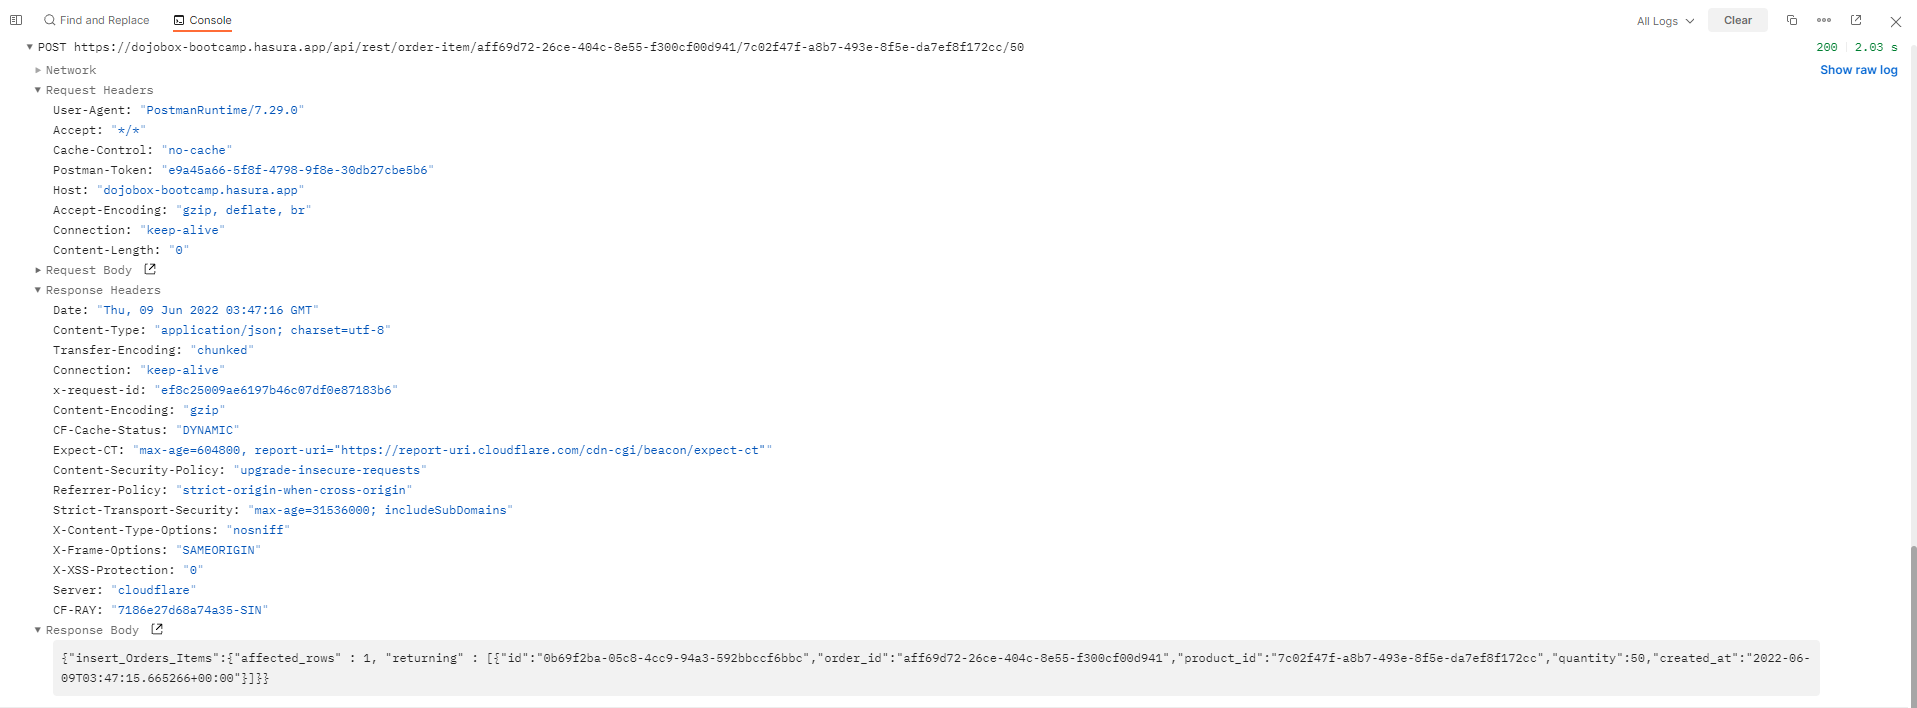 Find and Replace Console All Logs Clear
POST https://dojobox-bootcamp.hasura.app/api/rest/order-item/aff69d72-26ce-404c-8e55-f300cf00d941/7c02f47f-a8b7-493e-8f5e-da7ef8f172cc/50 200 2.03 s
Network Show raw log
Request Headers
User-Agent: "PostmanRuntime/7.29.0"
Accept: "*/*"
Cache-Control: "no-cache"
Postman-Token: "e9a45a66-5f8f-4798-9f8e-30db27cbe5b6"
Host: "dojobox-bootcamp.hasura.app"
Accept-Encoding: "gzip, deflate, br"
Connection: "keep-alive"
Content-Length: "0"
Request Body
Response Headers
Date: "Thu, 09 Jun 2022 03:47:16 GMT"
Content-Type: "application/json; charset=utf-8"
Transfer-Encoding: "chunked"
Connection: "keep-alive"
x-request-id: "ef8c25009ae6197b46c07df0e87183b6"
Content-Encoding: "gzip"
CF-Cache-Status: "DYNAMIC"
Expect-CT: "max-age=604800, report-uri="https://report-uri.cloudflare.com/cdn-cgi/beacon/expect-ct""
Content-Security-Policy: "upgrade-insecure-requests"
Referrer-Policy: "strict-origin-when-cross-origin"
Strict-Transport-Security: "max-age=31536000; includeSubDomains"
X-Content-Type-Options: "nosniff"
X-Frame-Options: "SAMEORIGIN"
X-XSS-Protection: "0"
Server: "cloudflare"
CF-RAY: "7186e27d68a74a35-SIN"
Response Body
{"insert_Orders_Items":{"affected_rows" : 1, "returning" : [{"id":"0b69f2ba-05c8-4cc9-94a3-592bbccf6bbc","order_id":"aff69d72-26ce-404c-8e55-f300cf00d941","product_id":"7c02f47f-a8b7-493e-8f5e-da7ef8f172cc","quantity":50,"created_at":"2022-06-
09T03:47:15.665266+00:00"}]}}